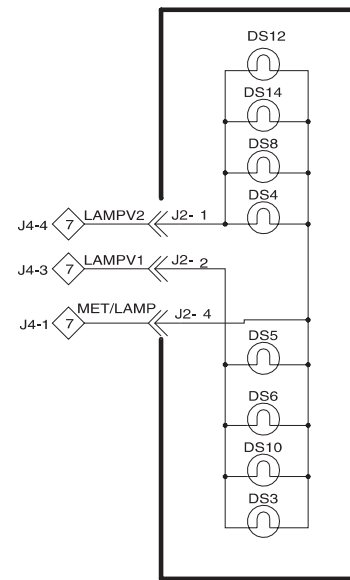 DS12
DS14
DS8
DS4
J4-4 7 LAMPV2 J2- 1
J4-3 7 LAMPV1 J2- 2
J4-1 7 MET/LAMP J2- 4
DS5
DS6
DS10
DS3